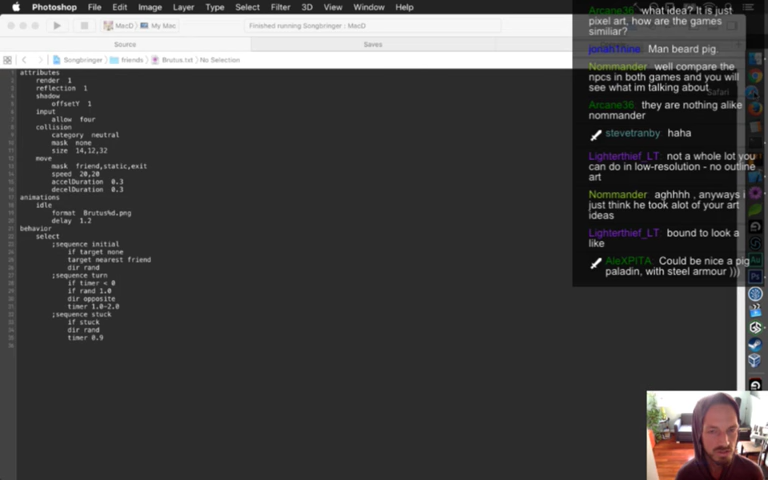 Photoshop File Edit Image Layer Type Select Filter 3D View Window Help
MacD My Mac
Finished running Songbringer : MacD
Source Saves
Songbringer friends Brutus.txt No Selection
attributes
render 1
reflection 1
shadow
offsetY 1
input
allow four
collision
category neutral
mask none
size 14,12,32
move
mask friend,static,exit
speed 20,20
accelDuration 0.3
decelDuration 0.3
animations
idle
format Brutus%d.png
delay 1.2
behavior
select
;sequence initial
if target none
target nearest friend
dir rand
;sequence turn
if timer < 0
if rand 1.0
dir opposite
timer 1.0~2.0
;sequence stuck
if stuck
dir rand
timer 0.9
Arcane36: what idea? It is just
pixel art, how are the games
similiar?
Man beard pig.
Nommander: well compare the
npcs in both games and you will
see what im talking about
Safari
Arcane36: they are nothing alike
nommander
stevetranby: haha
Lighterthief_LT: not a whole lot you
can do in low-resolution - no outline
art
Nommander: aghhhh , anyways i
just think he took alot of your art
ideas
Lighterthief_LT: bound to look a
like
AleXPITA: Could be nice a pig
paladin, with steel armour )))